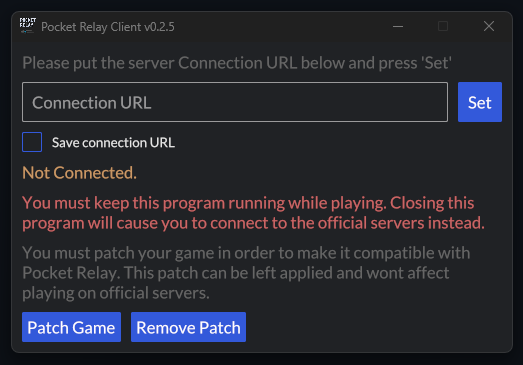 POCKET
RELAY
Pocket Relay Client v0.2.5
Please put the server Connection URL below and press 'Set'
Connection URL
Set
Save connection URL
Not Connected.
You must keep this program running while playing. Closing this
program will cause you to connect to the official servers instead.
You must patch your game in order to make it compatible with
Pocket Relay. This patch can be left applied and wont affect
playing on official servers.
Patch Game
Remove Patch